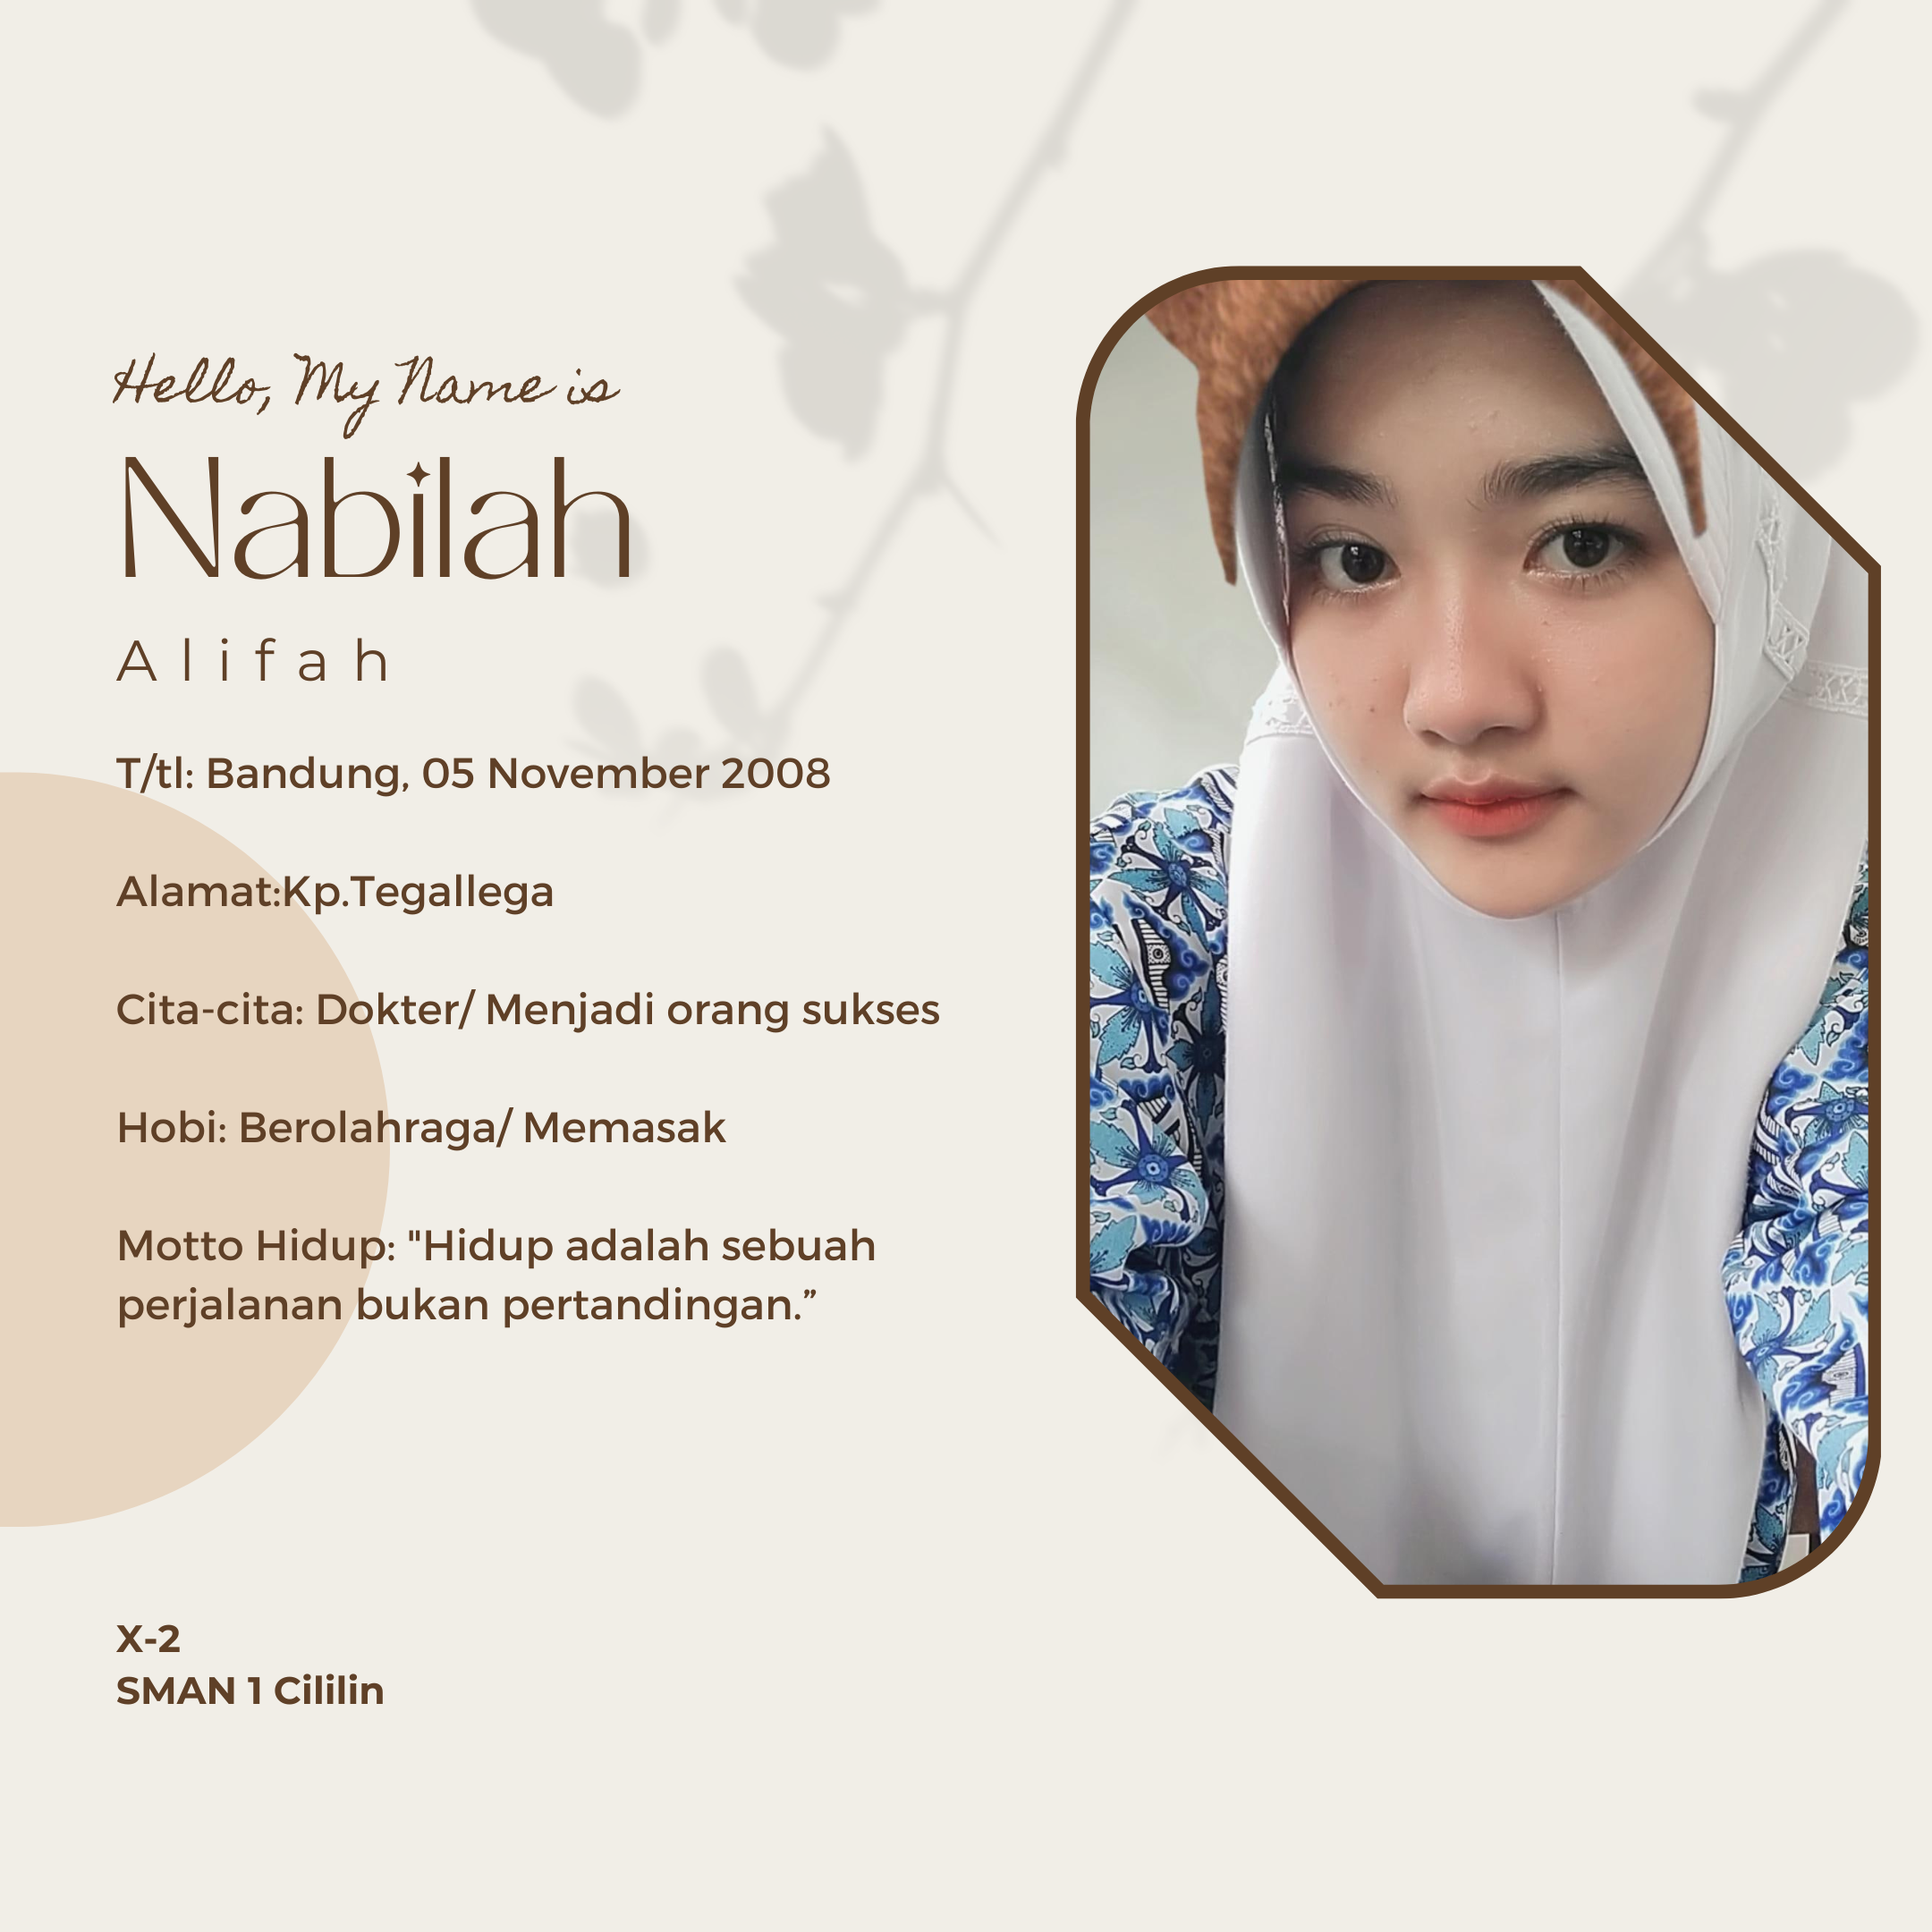 Hello, My Name is
Nabilah
Alifah
T/tl: Bandung, 05 November 2008
Alamat:Kp.Tegallega
Cita-cita: Dokter/ Menjadi orang sukses
Hobi: Berolahraga/ Memasak
Motto Hidup: "Hidup adalah sebuah
perjalanan bukan pertandingan.”
X-2
SMAN 1 Cililin